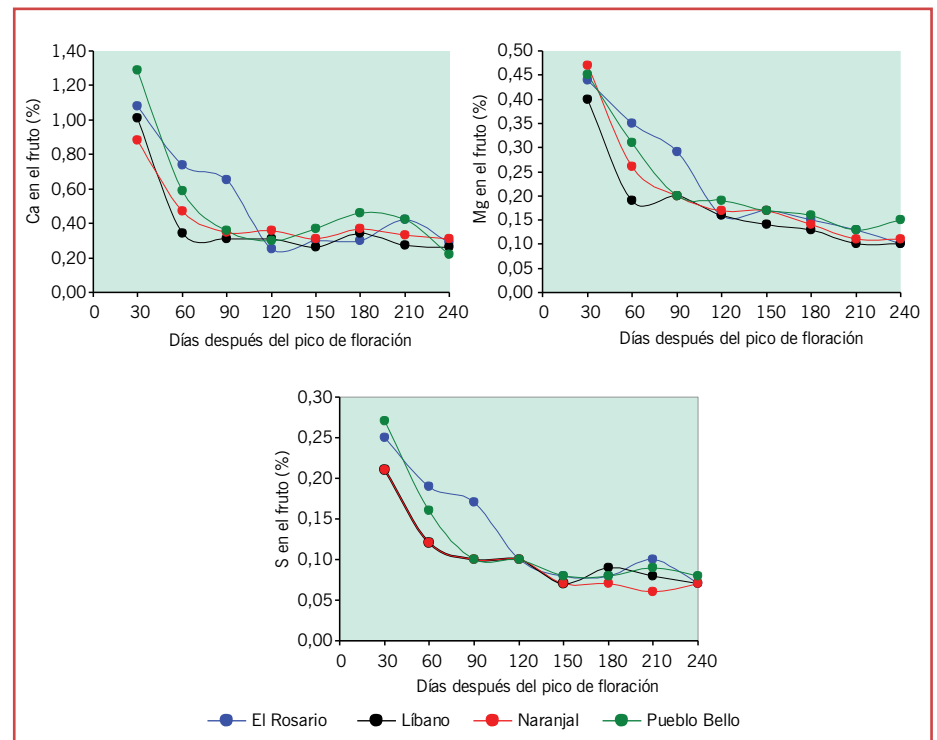 Ca en el fruto (%)
1,40
1,20
1,00
0,80
0,60
0,40
0,20
0,00
0 30 60 90 120 150 180 210 240
Días después del pico de floración
Mg en el fruto (%)
0,50
0,45
0,40
0,35
0,30
0,25
0,20
0,15
0,10
0,05
0,00
0 30 60 90 120 150 180 210 240
Días después del pico de floración
S en el fruto (%)
0,30
0,25
0,20
0,15
0,10
0,05
0,00
0 30 60 90 120 150 180 210 240
Días después del pico de floración
El Rosario Líbano Naranjal Pueblo Bello